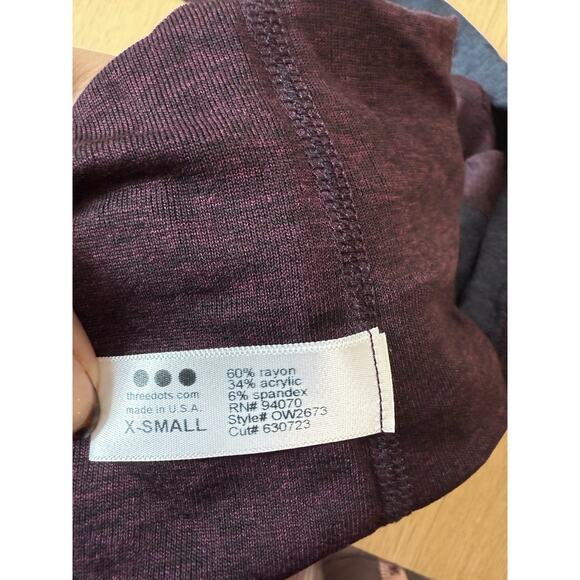 threedots.com
made in U.S.A.
X-SMALL
60% rayon
34% acrylic
6% spandex
RN# 94070
Style# OW2673
Cut# 630723